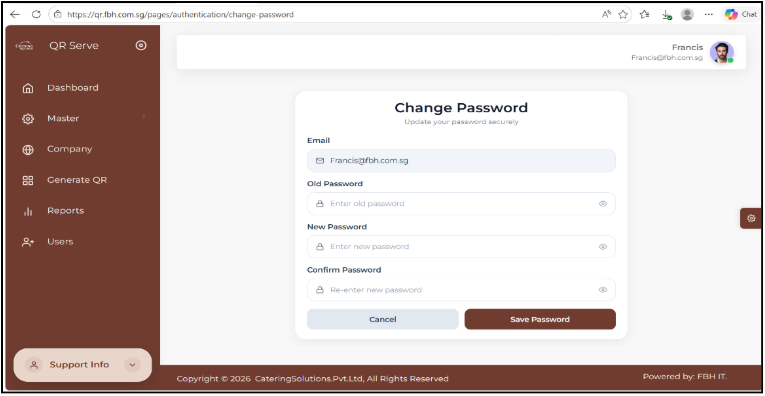 https://qr.fbh.com.sg/pages/authentication/change-password
Chat
QR Serve
Francis
Francis@fbh.com.sg
Dashboard
Master
Company
Generate QR
Reports
Users
Support Info
Change Password
Update your password securely
Email
Francis@fbh.com.sg
Old Password
Enter old password
New Password
Enter new password
Confirm Password
Re-enter new password
Cancel
Save Password
Copyright © 2026 CateringSolutions.Pvt.Ltd, All Rights Reserved
Powered by: FBH IT.